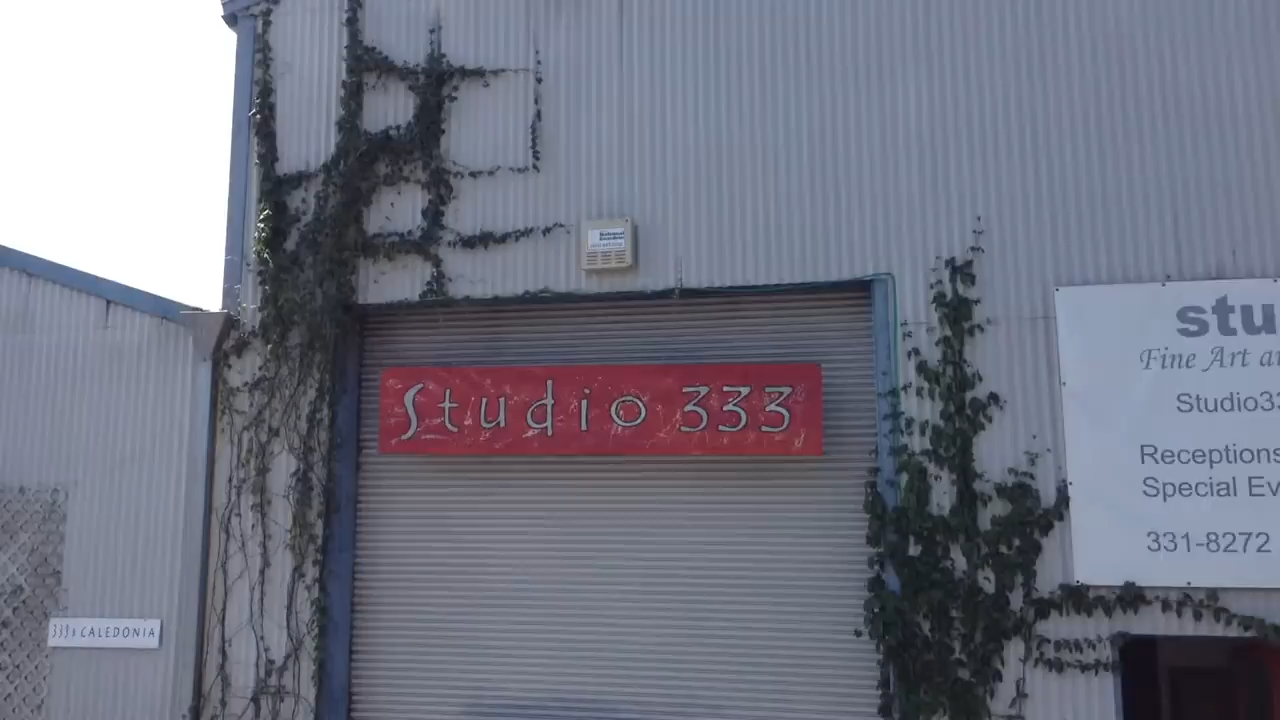 Studio 333
stu
Fine Art a
Studio33
Receptions
Special Ev
331-8272
CALEDONIA